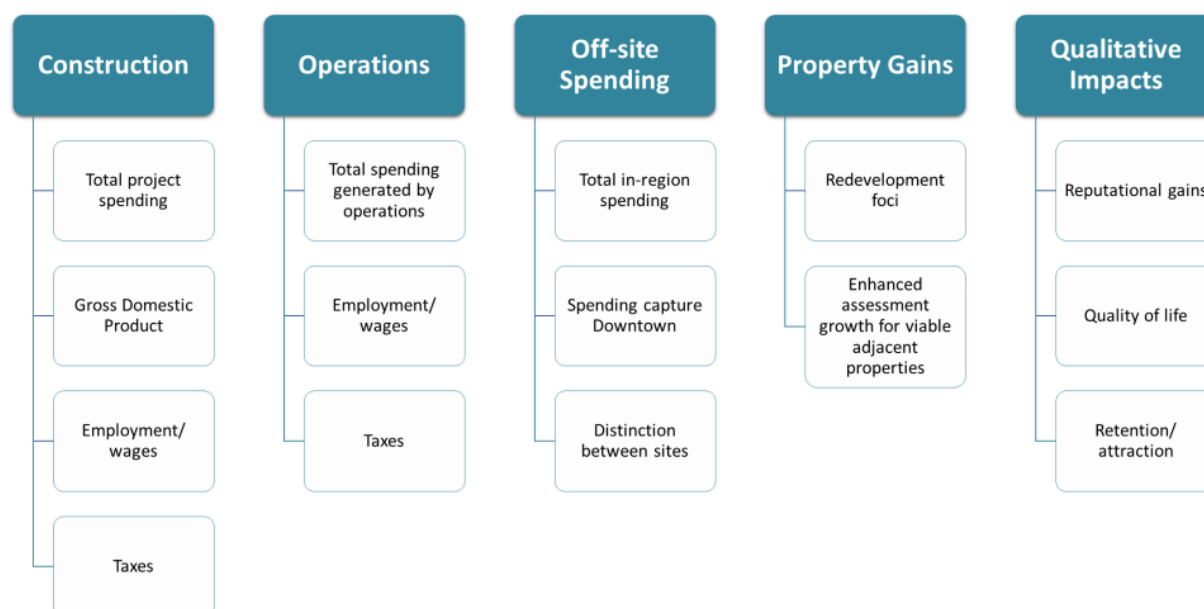 Construction
Total project
spending
Gross Domestic
Product
Employment/
wages
Taxes
Operations
Total spending
generated by
operations
Employment/
wages
Taxes
Off-site
Spending
Total in-region
spending
Spending capture
Downtown
Distinction
between sites
Property Gains
Redevelopment
foci
Enhanced
assessment
growth for viable
adjacent
properties
Qualitative
Impacts
Reputational gains
Quality of life
Retention/
attraction